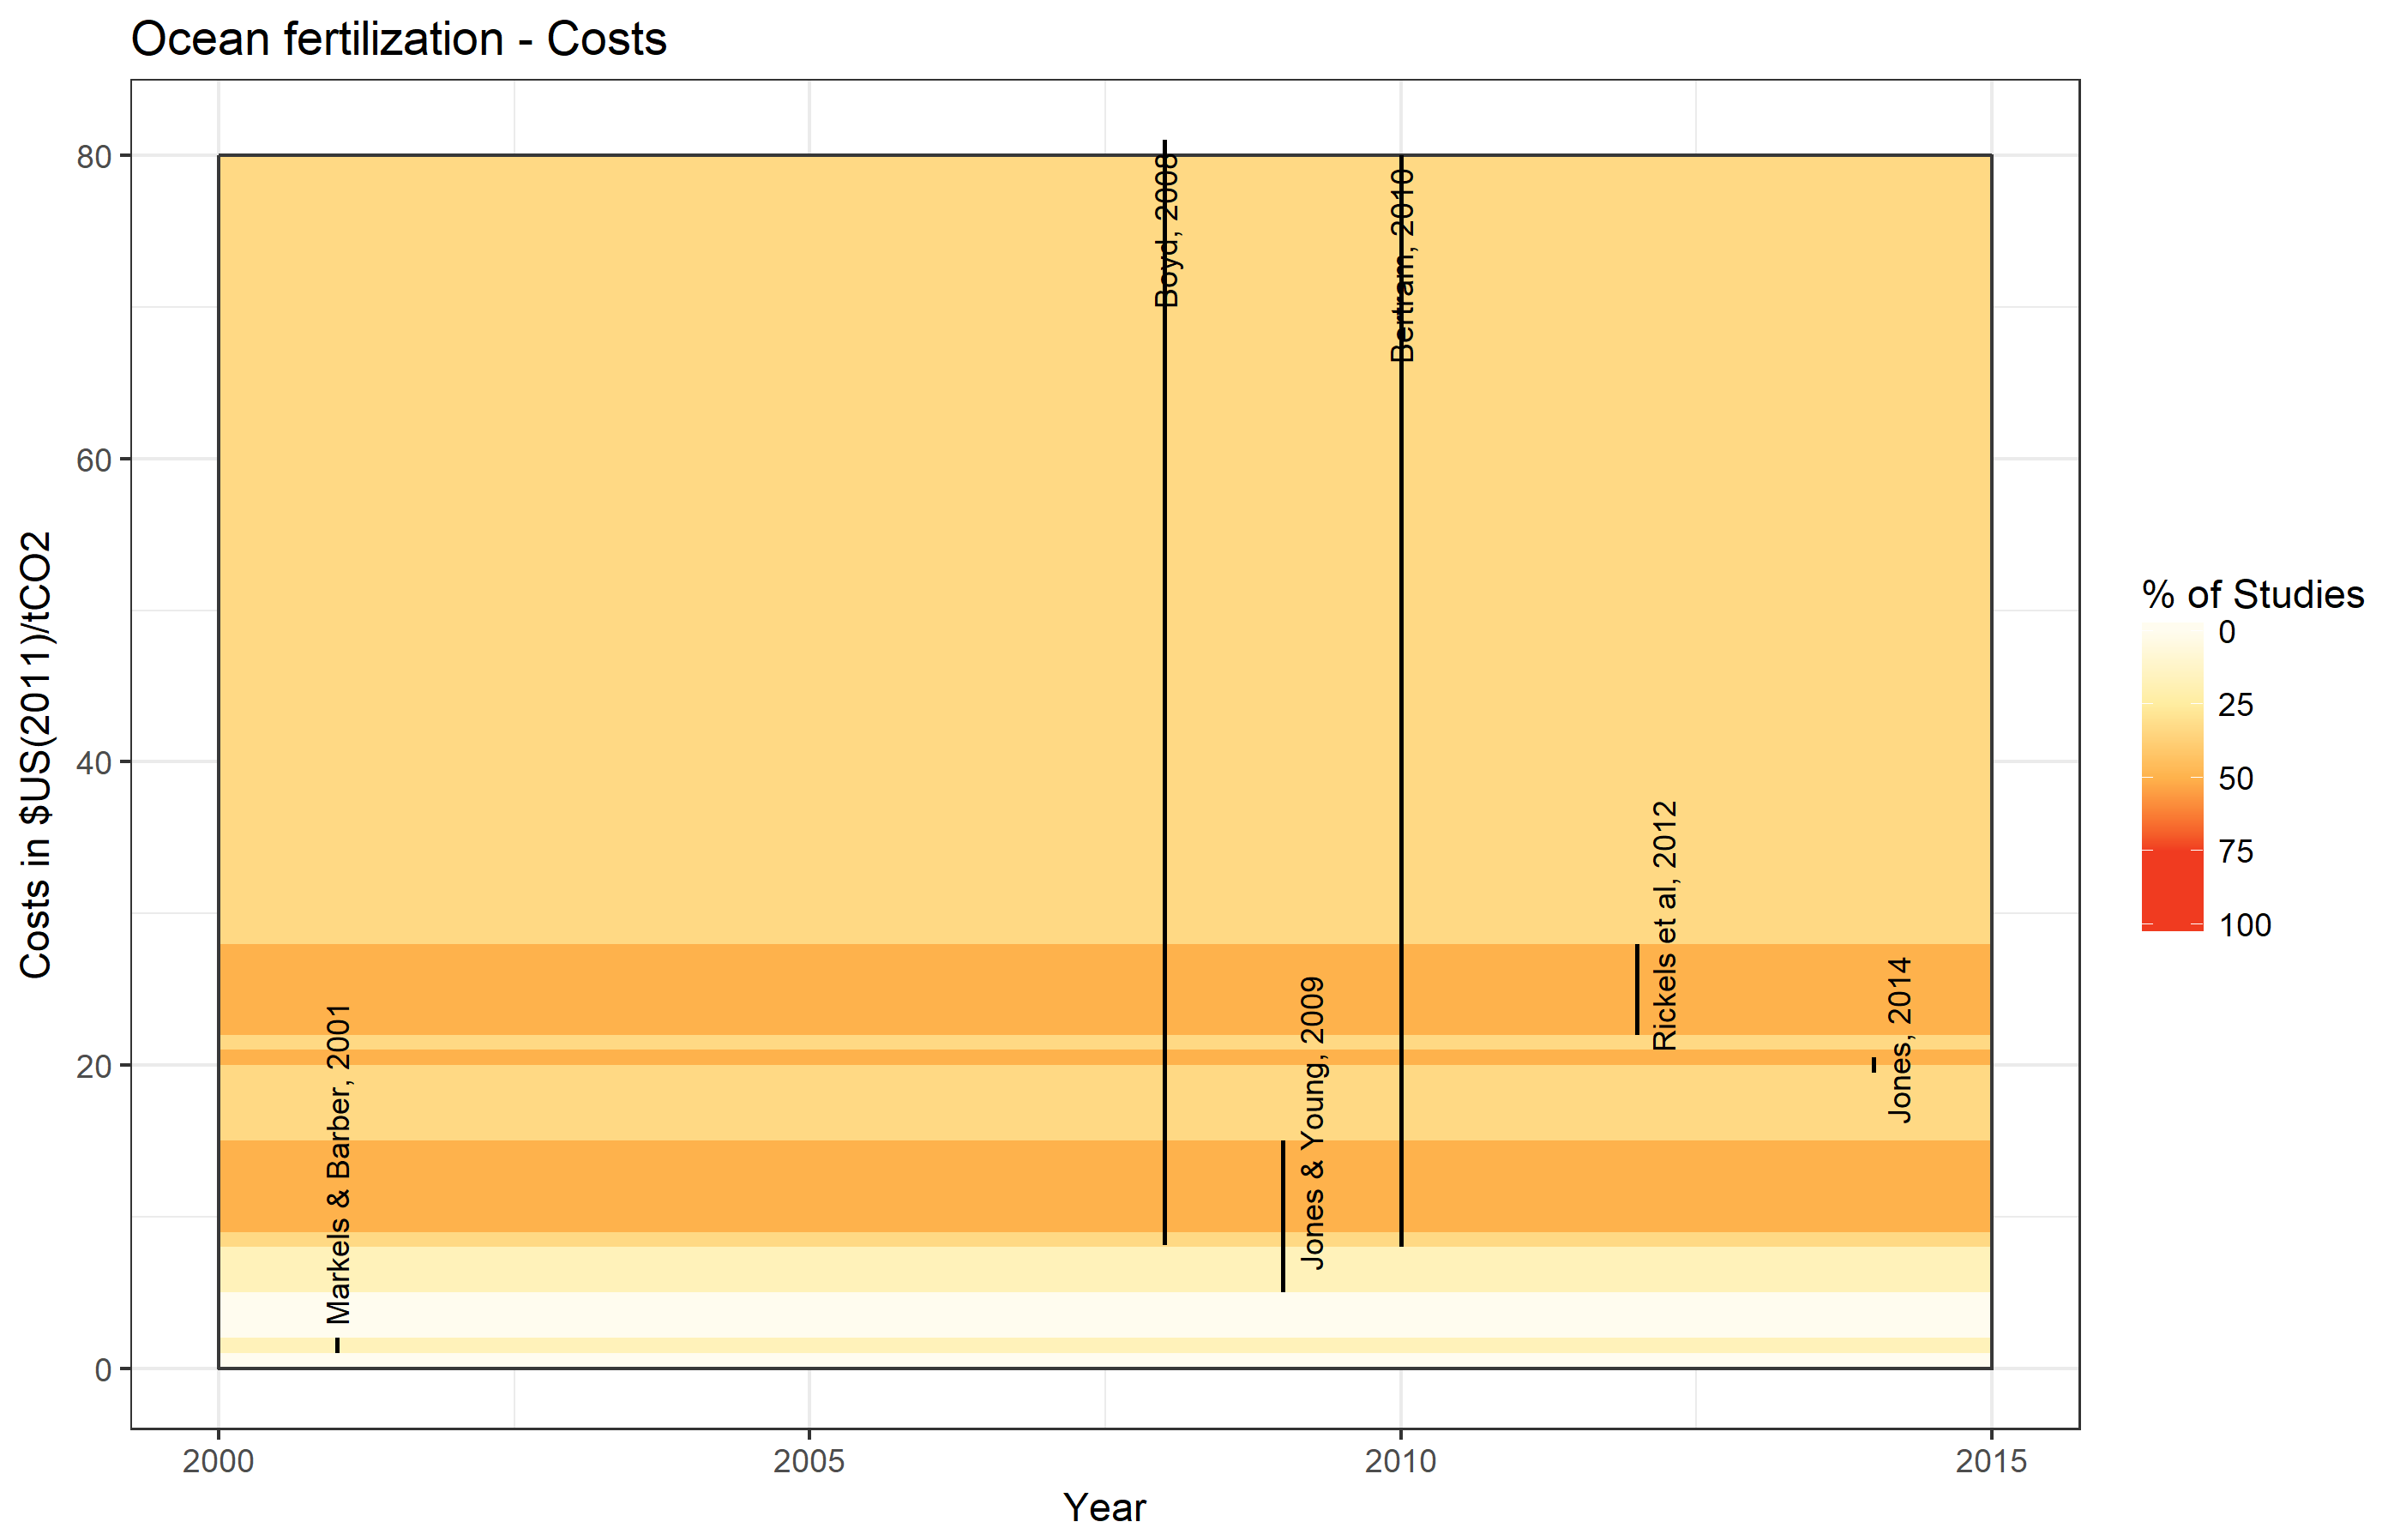 Ocean fertilization - Costs
Costs in $US(2011)/tCO2
80
60
40
20
0
Markels & Barber, 2001
Boyd, 2008
Jones & Young, 2009
Bertram, 2010
Rickels et al, 2012
Jones, 2014
2000
2005
2010
2015
Year
% of Studies
0
25
50
75
100